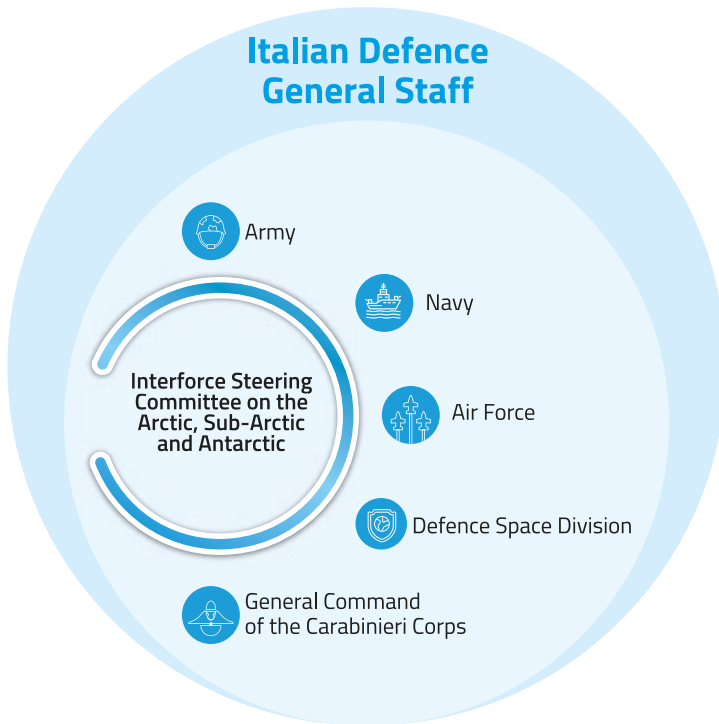 Italian Defence
General Staff
Army
Navy
Interforce Steering
Committee on the
Arctic, Sub-Arctic
and Antarctic
Air Force
Defence Space Division
General Command
of the Carabinieri Corps